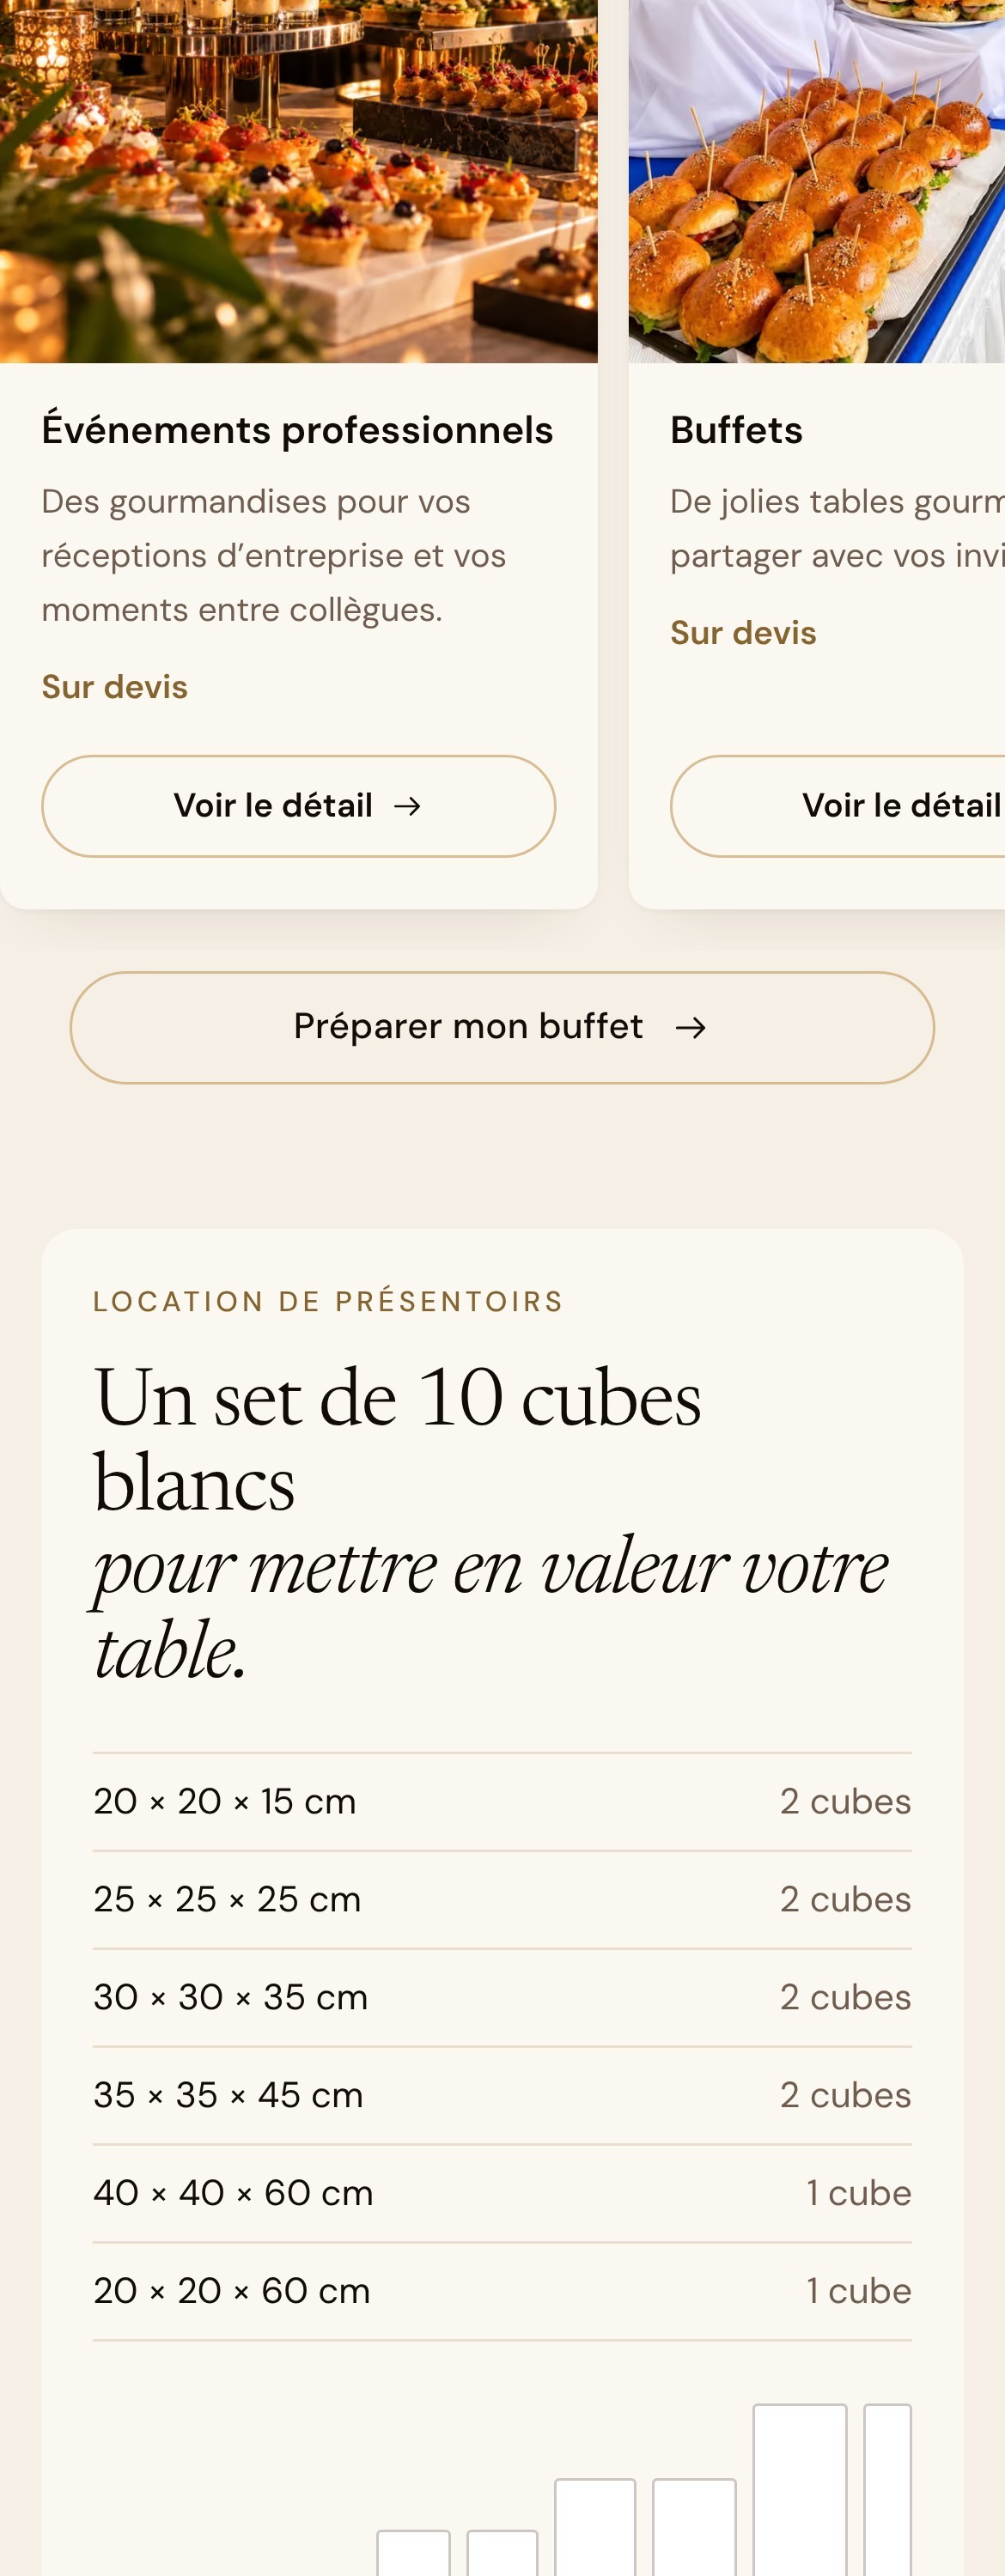 Événements professionnels
Des gourmandises pour vos
réceptions d’entreprise et vos
moments entre collègues.
Sur devis
Voir le détail →
Buffets
De jolies tables
partager avec vos
Sur devis
Voir le détail
Préparer mon buffet →
LOCATION DE PRÉSENTOIRS
Un set de 10 cubes
blancs
pour mettre en valeur votre
table.
20 × 20 × 15 cm 2 cubes
25 × 25 × 25 cm 2 cubes
30 × 30 × 35 cm 2 cubes
35 × 35 × 45 cm 2 cubes
40 × 40 × 60 cm 1 cube
20 × 20 × 60 cm 1 cube